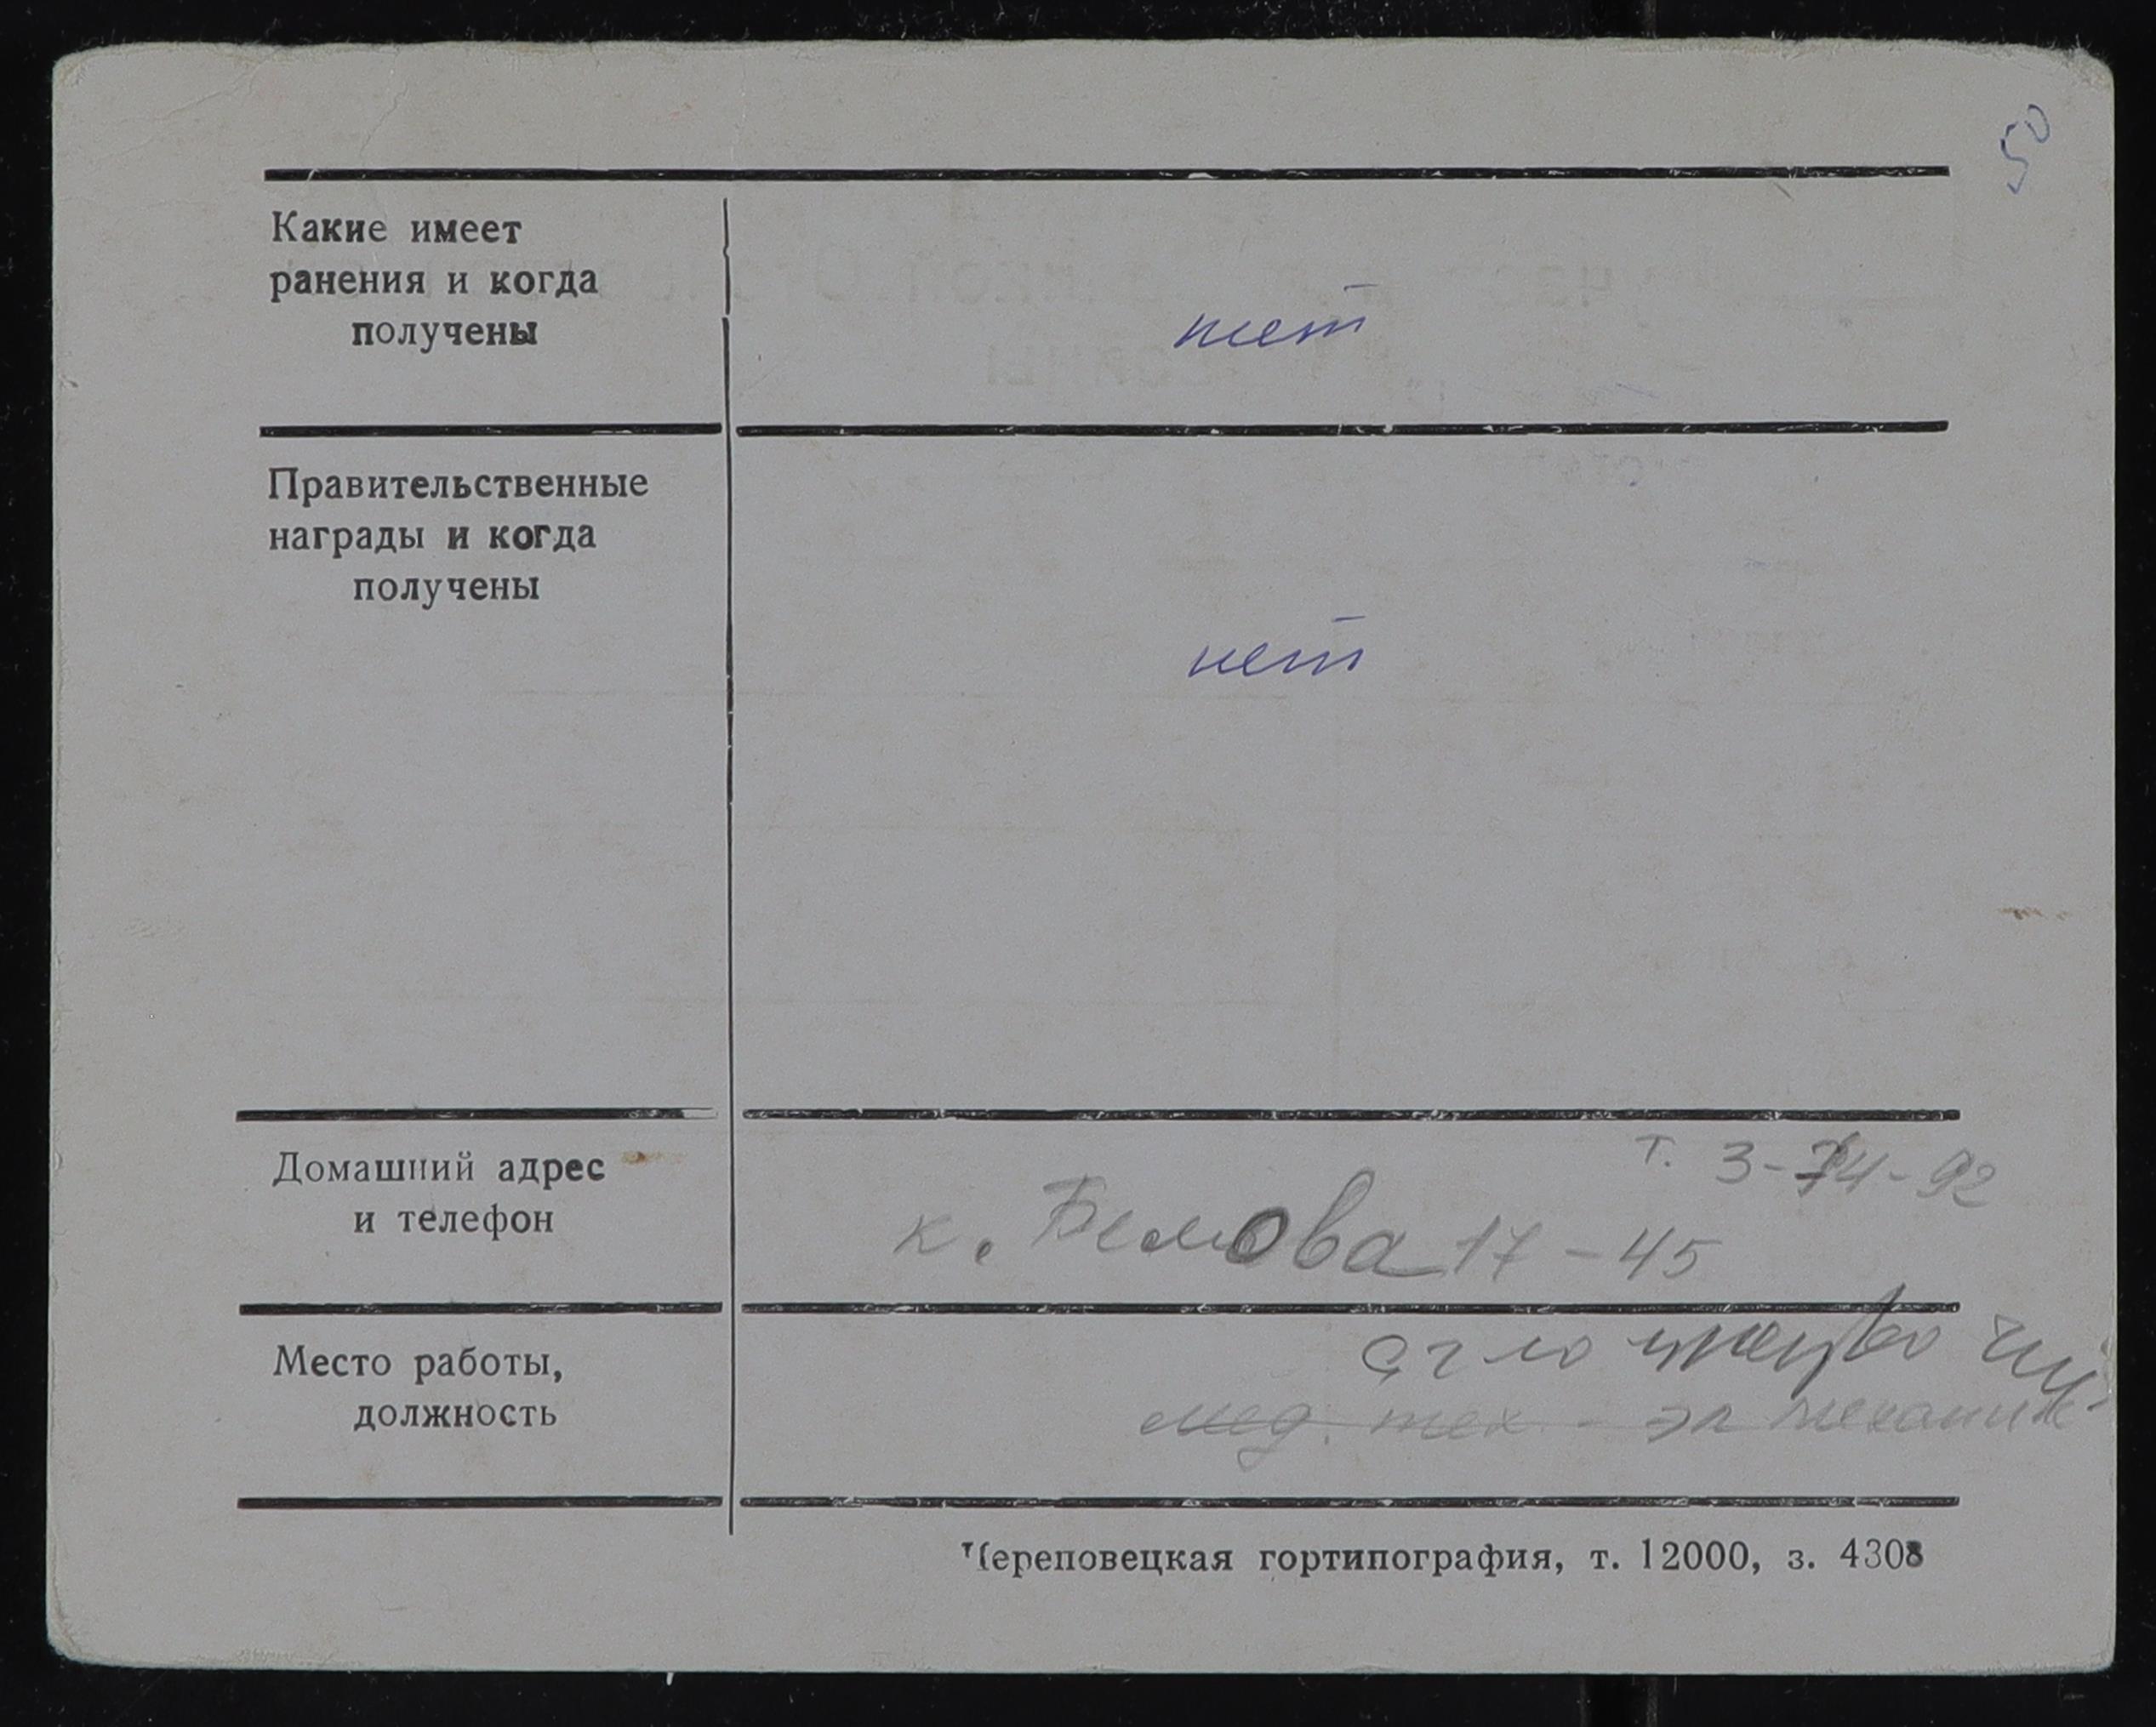 50
Какие имеет
ранения и когда
получены
нет
Правительственные
награды и когда
получены
нет
Домашний адрес
и телефон
т. 3-74-92
к. Белова 17-45
Место работы,
должность
мед. тех. - эл механик
Череповецкая гортипография, т. 12000, з. 4308